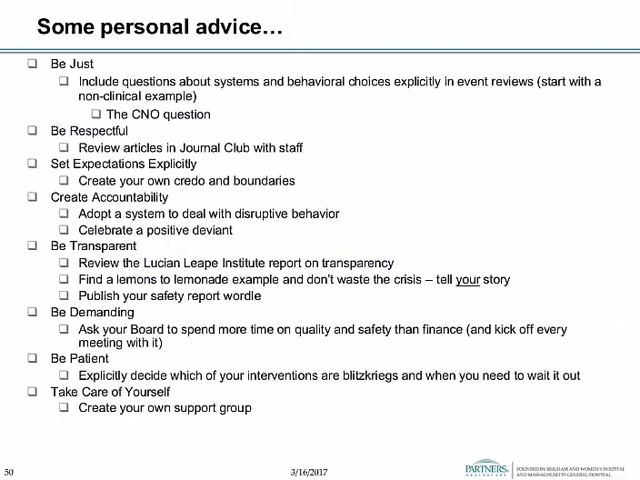 Some personal advice…
❑ Be Just
❑ Include questions about systems and behavioral choices explicitly in event reviews (start with a
non-clinical example)
❑ The CNO question
❑ Be Respectful
❑ Review articles in Journal Club with staff
❑ Set Expectations Explicitly
❑ Create your own credo and boundaries
❑ Create Accountability
❑ Adopt a system to deal with disruptive behavior
❑ Celebrate a positive deviant
❑ Be Transparent
❑ Review the Lucian Leape Institute report on transparency
❑ Find a lemons to lemonade example and don't waste the crisis – tell your story
❑ Publish your safety report wordle
❑ Be Demanding
❑ Ask your Board to spend more time on quality and safety than finance (and kick off every
meeting with it)
❑ Be Patient
❑ Explicitly decide which of your interventions are blitzkriegs and when you need to wait it out
❑ Take Care of Yourself
❑ Create your own support group
50
3/16/2017
PARTNERS.
HEALTHCARE
FOUNDED BY BRIGHAM AND WOMEN'S HOSPITAL
AND MASSACHUSETTS GENERAL HOSPITAL